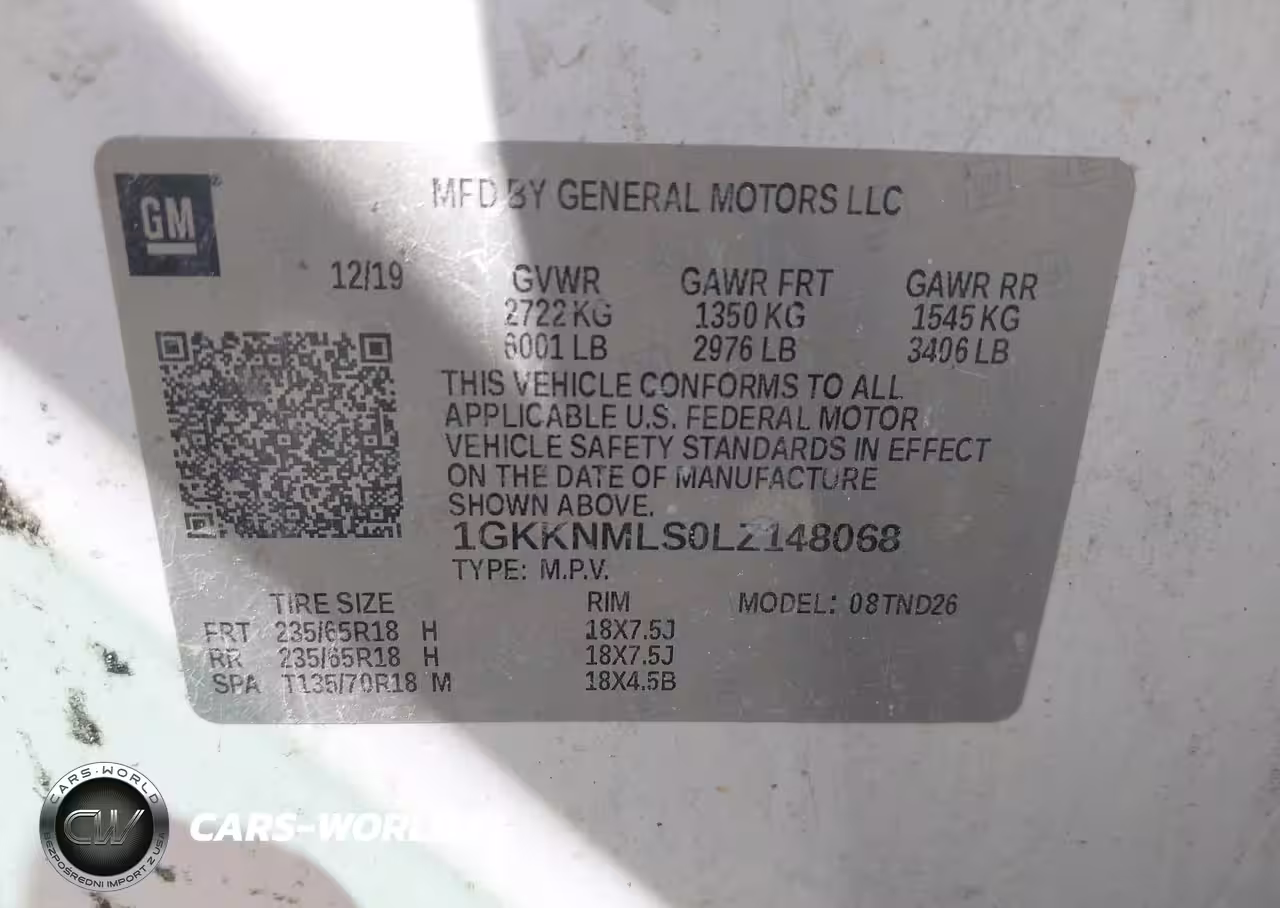 GM
MFD BY GENERAL MOTORS LLC
12/19 GVWR GAWR FRT GAWR RR
2722 KG 1350 KG 1545 KG
6001 LB 2976 LB 3406 LB
THIS VEHICLE CONFORMS TO ALL
APPLICABLE U.S. FEDERAL MOTOR
VEHICLE SAFETY STANDARDS IN EFFECT
ON THE DATE OF MANUFACTURE
SHOWN ABOVE.
1GKKNMLS0LZ148068
TYPE: M.P.V.
TIRE SIZE RIM MODEL: 08TND26
FRT 235/65R18 H 18X7.5J
RR 235/65R18 H 18X7.5J
SPA T135/70R18 M 18X4.5B
CARS-WORLD
CW
BEZPOŚREDNI IMPORT Z USA